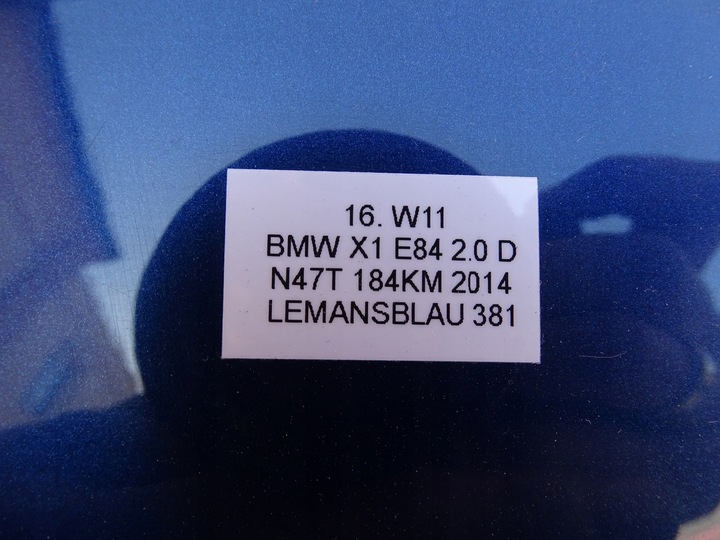 16. W11
BMW X1 E84 2.0 D
N47T 184KM 2014
LEMANSBLAU 381